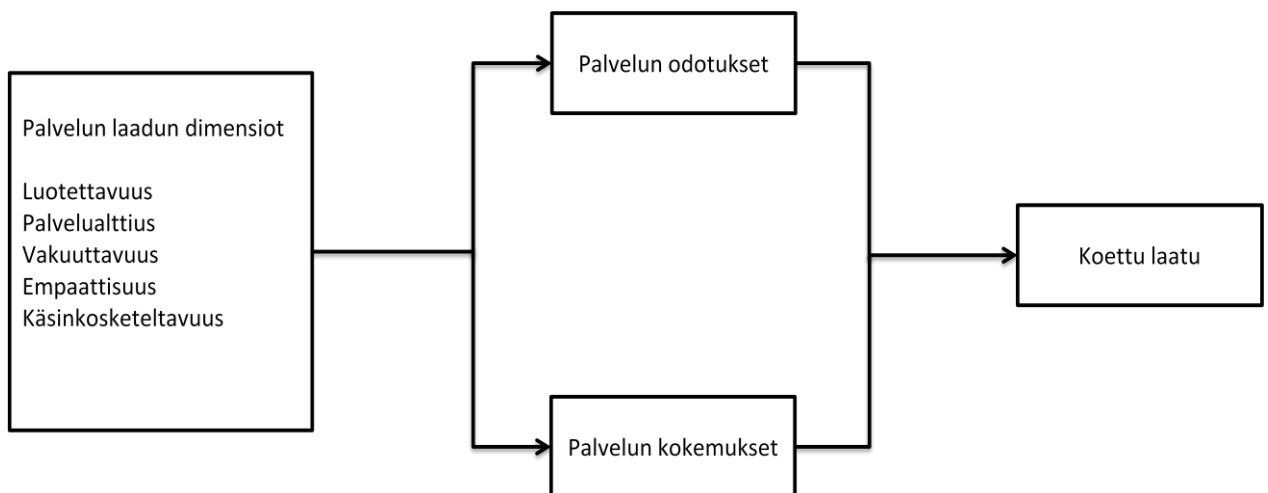 Palvelun laadun dimensiot
Luotettavuus
Palvelualttius
Vakuuttavuus
Empaattisuus
Käsinkosketeltavuus
Palvelun odotukset
Palvelun kokemukset
Koettu laatu